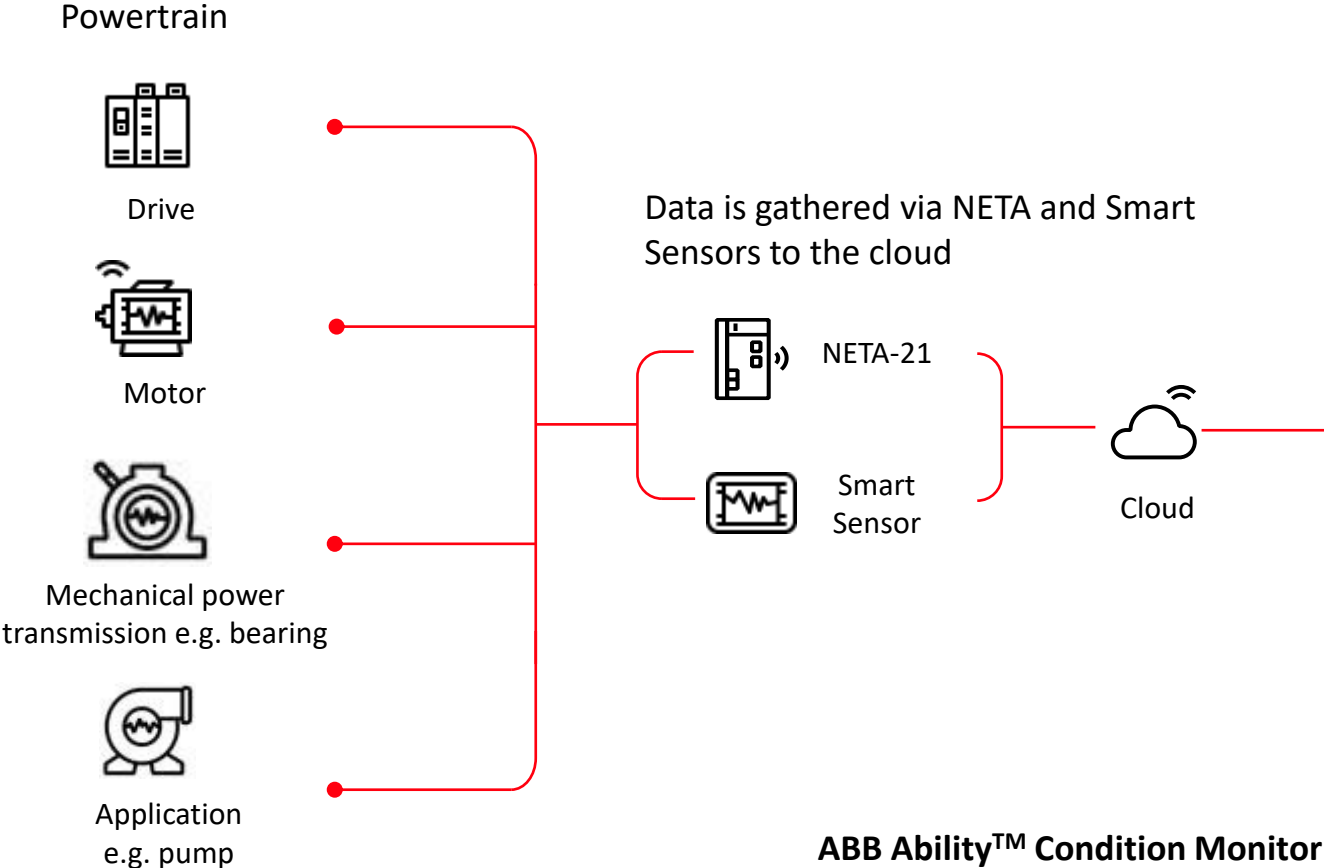 Powertrain
Drive
Motor
Mechanical power
transmission e.g. bearing
Application
e.g. pump
Data is gathered via NETA and Smart
Sensors to the cloud
NETA-21
Smart
Sensor
Cloud
ABB Ability™ Condition Monitor